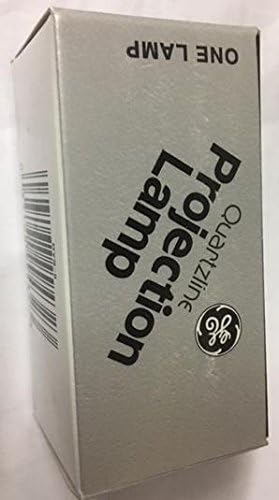 ONE LAMP
Quartzline
Projection
Lamp
GE